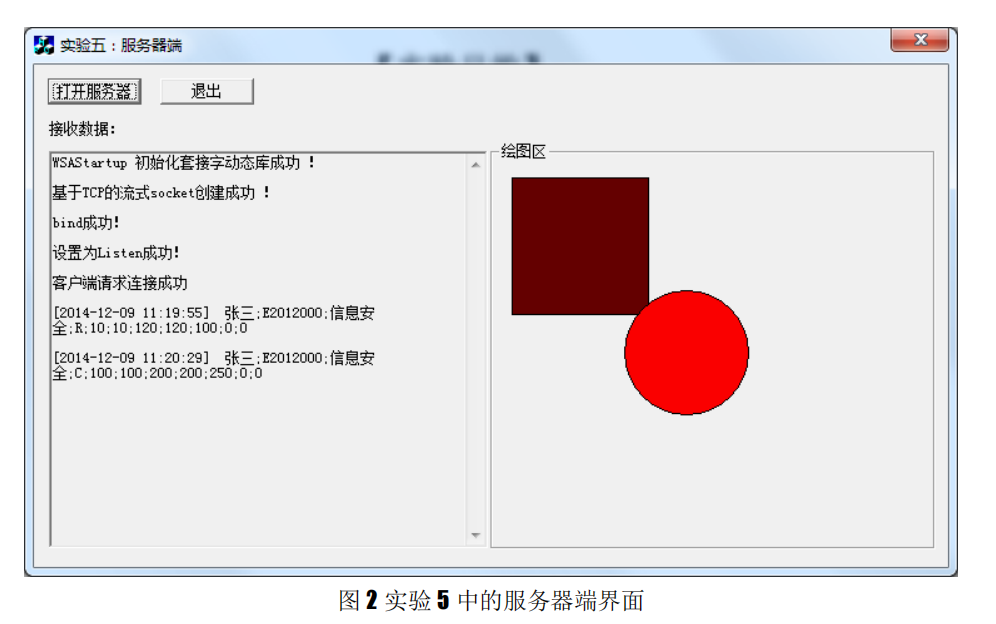 实验五：服务器端
打开服务器 退出
接收数据：
WSAStartup 初始化套接字动态库成功 ！
基于TCP的流式socket创建成功 ！
bind成功!
设置为Listen成功!
客户端请求连接成功
[2014-12-09 11:19:55] 张三;E2012000;信息安
全;R;10;10;120;120;100;0;0
[2014-12-09 11:20:29] 张三;E2012000;信息安
全;C;100;100;200;200;250;0;0
绘图区
图 2 实验 5 中的服务器端界面